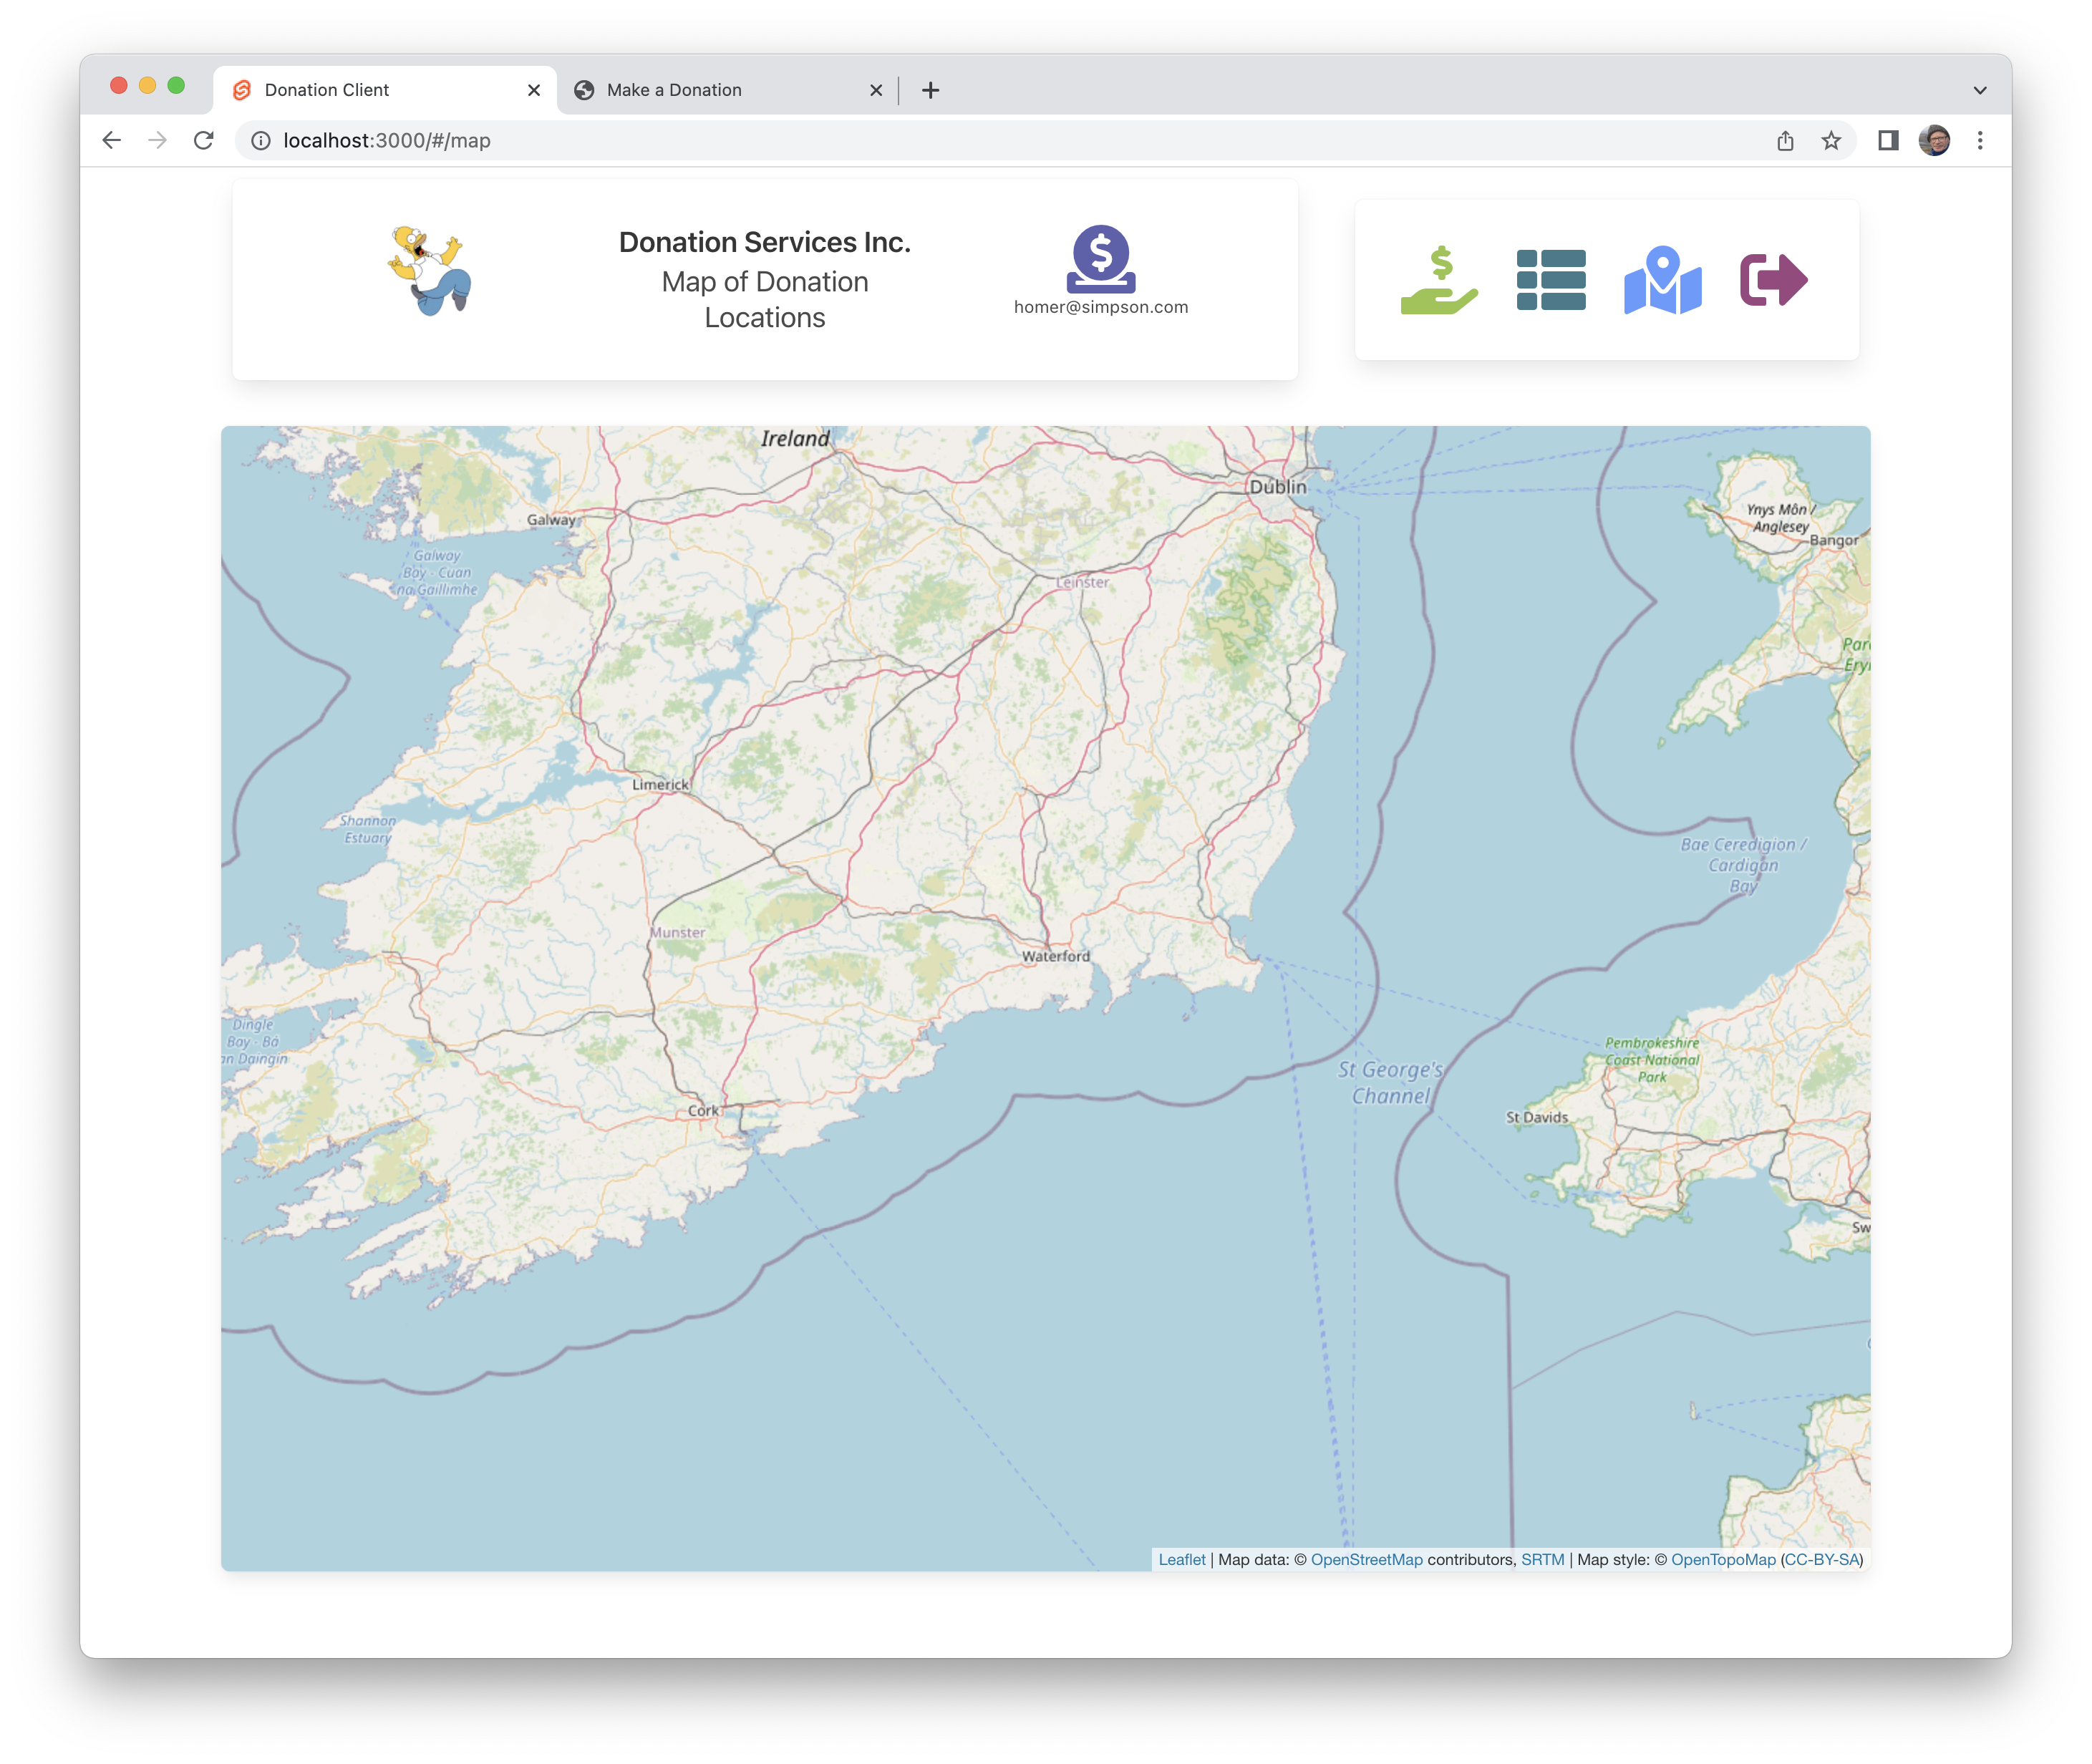 Donation Client
Make a Donation
localhost:3000/#/map
Donation Services Inc.
Map of Donation
Locations
$
homer@simpson.com
$
Ireland
Dublin
Galway
Ynys Môn /
Anglesey
Bangor
Galway
Bay - Cuan
na Gaillimhe
Leinster
Par
Ery
Limerick
Shannon
Estuary
Bae Ceredigion /
Cardigan
Bay
Munster
Waterford
Dingle
Bay - Bá
an Daingin
Pembrokeshire
Coast National
Park
St George's
Channel
Cork
St Davids
Sw
Leaflet | Map data: © OpenStreetMap contributors, SRTM | Map style: © OpenTopoMap (CC-BY-SA)